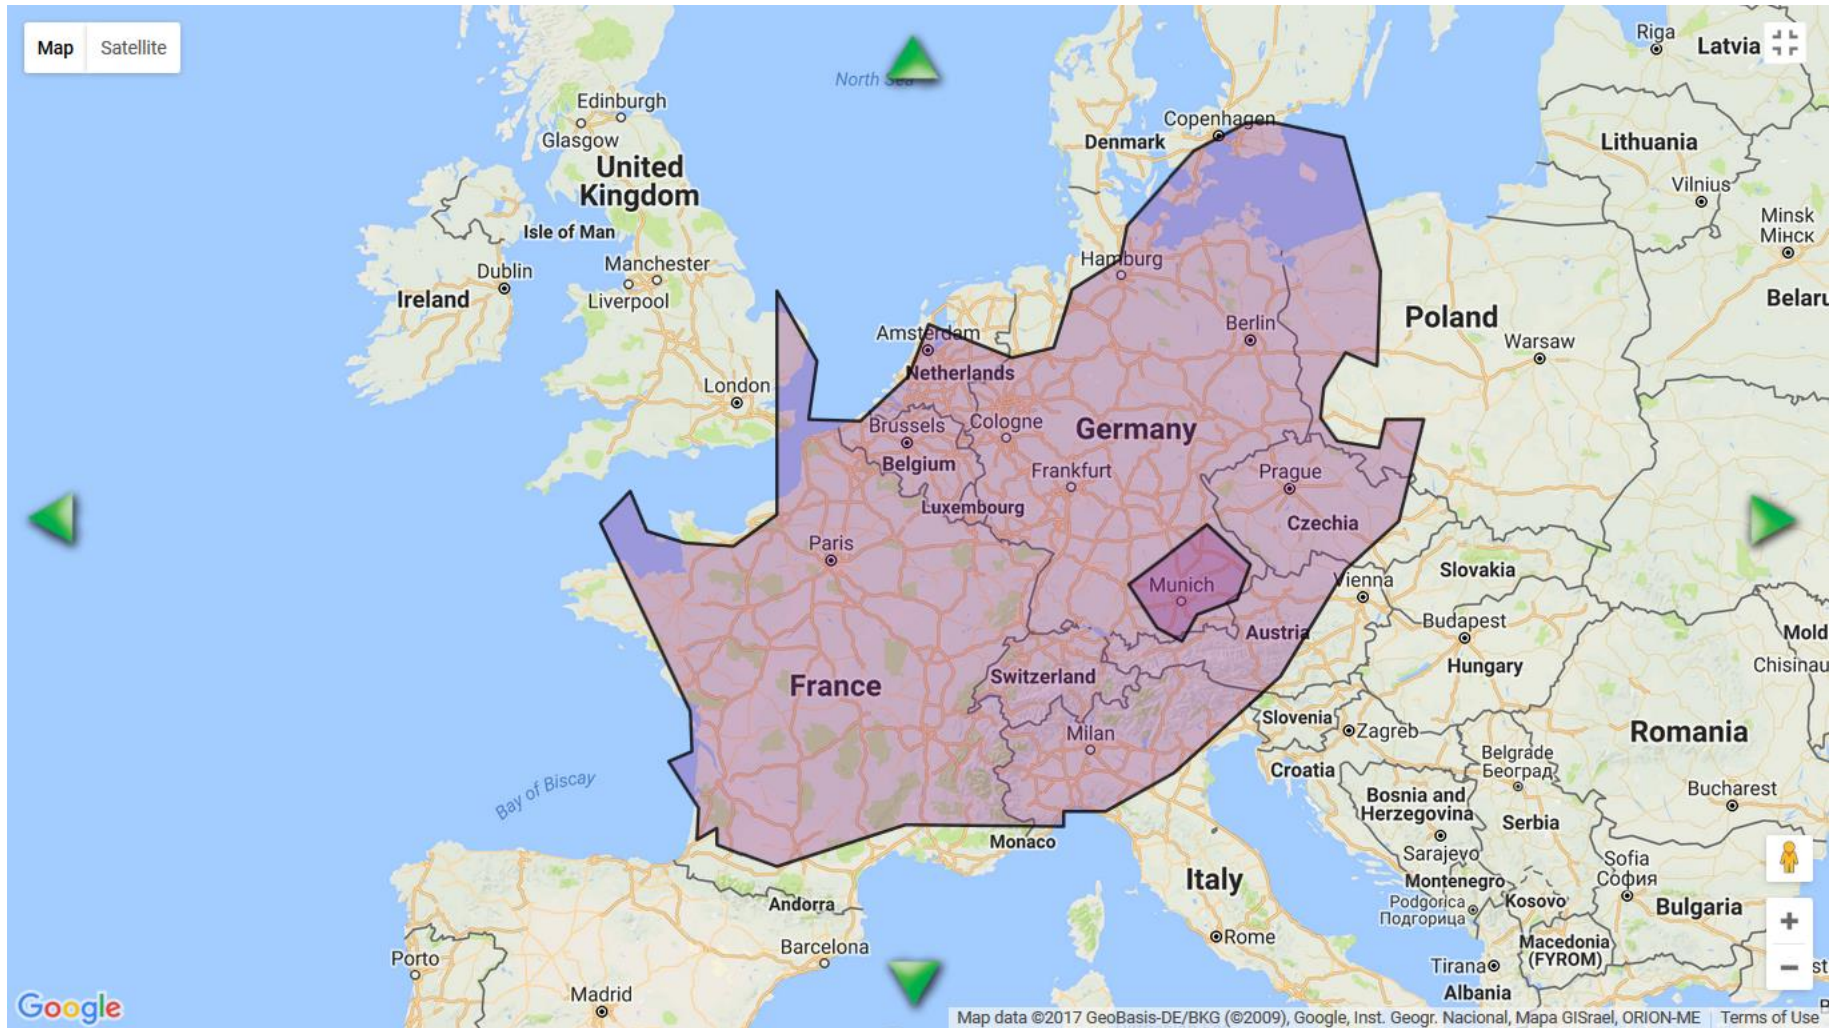 Map Satellite
Riga
Latvia
North Sea
Edinburgh
Glasgow
Copenhagen
Denmark
Lithuania
United
Kingdom
Vilnius
Minsk
Мінск
Isle of Man
Manchester
Hamburg
Dublin
Liverpool
Ireland
Belaru
Poland
Berlin
Amsterdam
Warsaw
Netherlands
London
Cologne
Brussels
Germany
Belgium
Frankfurt
Prague
Luxembourg
Czechia
Paris
Munich
Vienna
Slovakia
Budapest
Austria
Mold
Hungary
Chisinau
Switzerland
France
Slovenia
Milan
Zagreb
Romania
Belgrade
Београд
Croatia
Bay of Biscay
Bucharest
Bosnia and
Herzegovina
Serbia
Monaco
Sarajevo
Sofia
София
Italy
Montenegro
Andorra
Podgorica
Подгорица
Kosovo
Bulgaria
Rome
Barcelona
Macedonia
(FYROM)
Porto
Tirana
st
Madrid
Albania
Google
Map data ©2017 GeoBasis-DE/BKG (©2009), Google, Inst. Geogr. Nacional, Mapa GISrael, ORION-ME Terms of Use